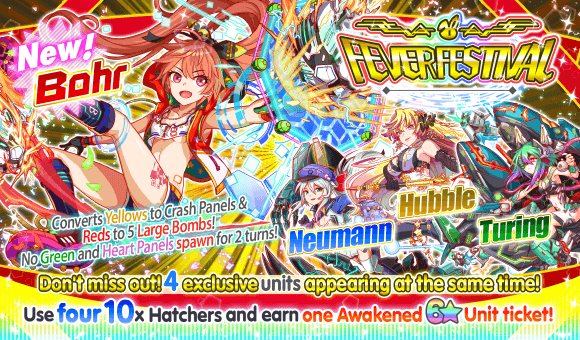 New!
Bohr
FEVER FESTIVAL
Converts Yellows to Crash Panels &
Reds to 5 Large Bombs!
No Green and Heart Panels spawn for 2 turns!
Neumann
Hubble
Turing
Don't miss out! 4 exclusive units appearing at the same time!
Use four 10x Hatchers and earn one Awakened 6★ Unit ticket!